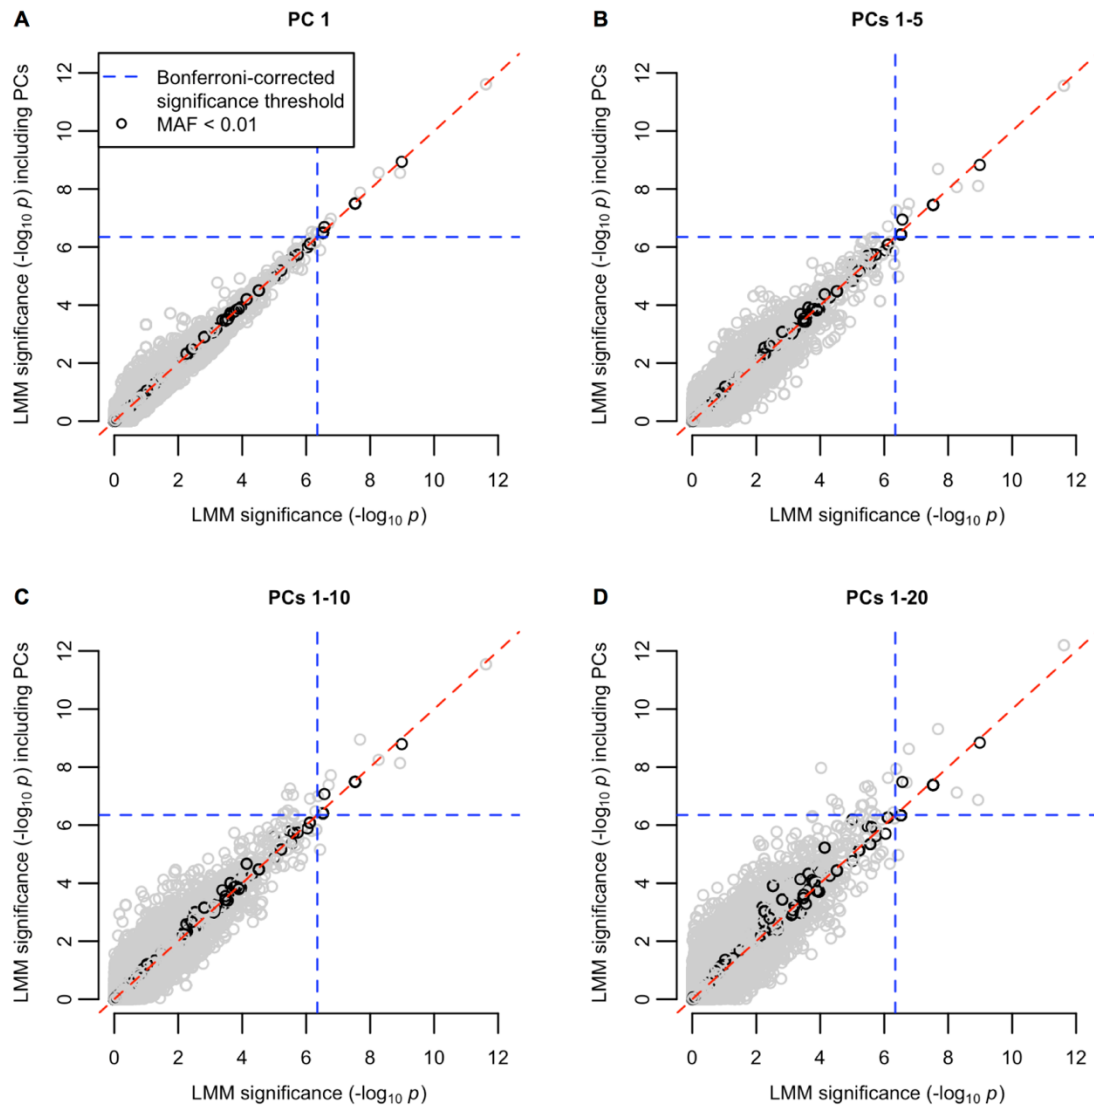 A
PC 1
Bonferroni-corrected
significance threshold
MAF < 0.01
LMM significance (-log10 p) including PCs
0 2 4 6 8 10 12
0 2 4 6 8 10 12
LMM significance (-log10 p)
B
PCs 1-5
LMM significance (-log10 p) including PCs
0 2 4 6 8 10 12
0 2 4 6 8 10 12
LMM significance (-log10 p)
C
PCs 1-10
LMM significance (-log10 p) including PCs
0 2 4 6 8 10 12
0 2 4 6 8 10 12
LMM significance (-log10 p)
D
PCs 1-20
LMM significance (-log10 p) including PCs
0 2 4 6 8 10 12
0 2 4 6 8 10 12
LMM significance (-log10 p)